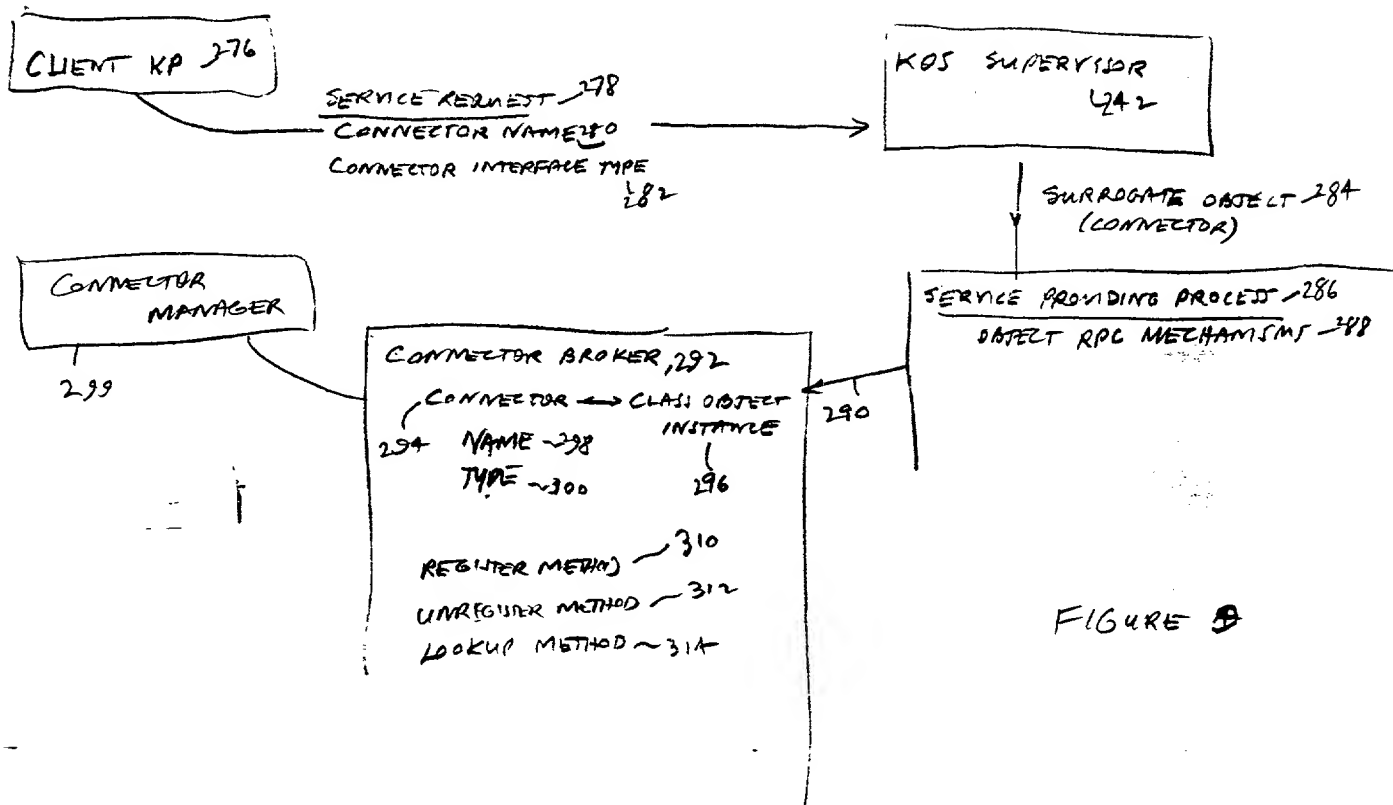 CLIENT KP 276
SERVICE REQUEST 278
CONNECTOR NAME 280
CONNECTOR INTERFACE TYPE
282
KOS SUPERVISOR
242
SURROGATE OBJECT 284
(CONNECTOR)
SERVICE PROVIDING PROCESS 286
OBJECT RPC MECHANISMS 288
290
CONNECTOR
MANAGER
299
CONNECTOR BROKER, 292
CONNECTOR ↔ CLASS OBJECT
INSTANCE
294
NAME ~298
TYPE ~300
296
REGISTER METHOD 310
UNREGISTER METHOD ~ 312
LOOKUP METHOD ~ 314
FIGURE